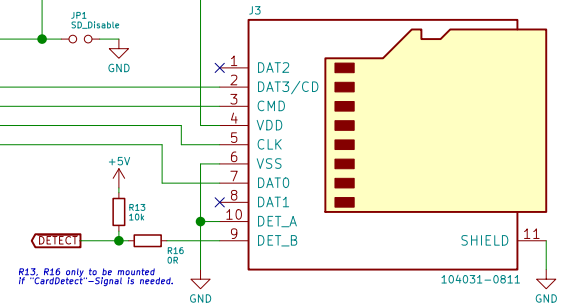 J3
JP1
SD_Disable
GND
1 DAT2
2 DAT3/CD
3 CMD
4 VDD
5 CLK
6 VSS
7 DAT0
8 DAT1
10 DET_A
9 DET_B
SHIELD 11
+5V
R13
10k
DETECT
R16
0R
R13, R16 only to be mounted
if "CardDetect"-Signal is needed.
104031-0811
GND
GND